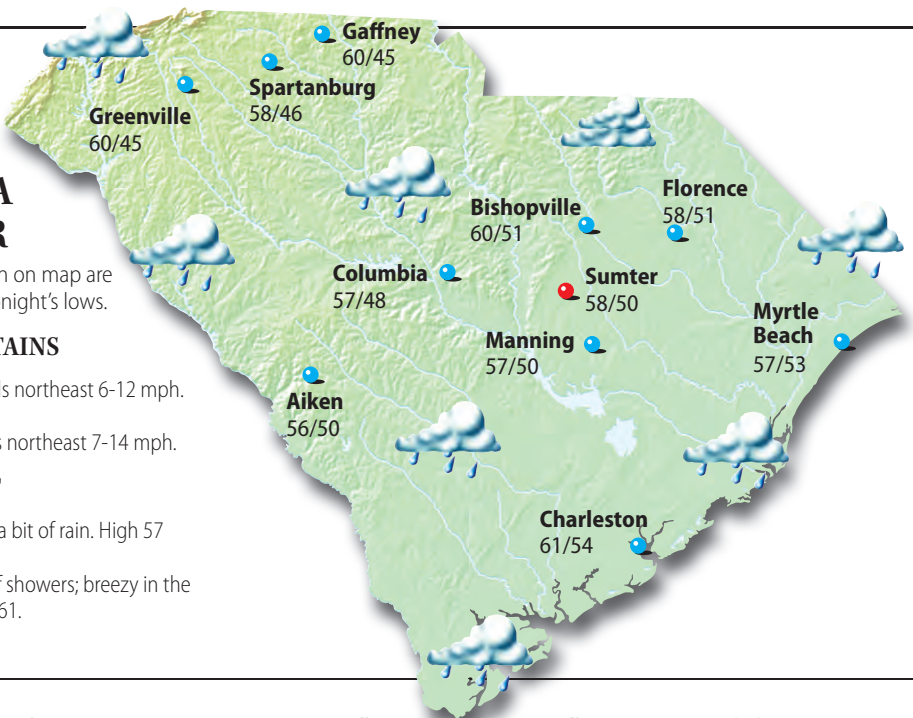 Gaffney
60/45
Spartanburg
58/46
Greenville
60/45
A
R
Florence
58/51
Bishopville
60/51
n on map are
night's lows.
Columbia
57/48
Sumter
58/50
TAINS
Myrtle
Beach
57/53
Manning
57/50
s northeast 6-12 mph.
Aiken
56/50
s northeast 7-14 mph.
a bit of rain. High 57
Charleston
61/54
f showers; breezy in the
61.